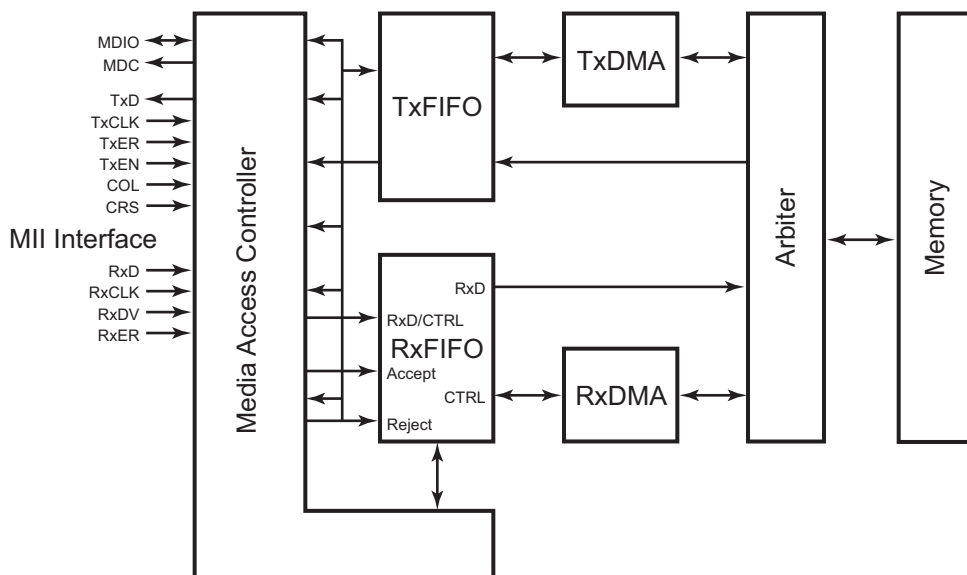 MDIO
MDC
TxD
TxCLK
TxER
TxEN
COL
CRS
MII Interface
RxD
RxCLK
RxDV
RxER
Media Access Controller
TxFIFO
TxDMA
RxD
RxD/CTRL
RxFIFO
Accept
CTRL
Reject
RxDMA
Arbiter
Memory